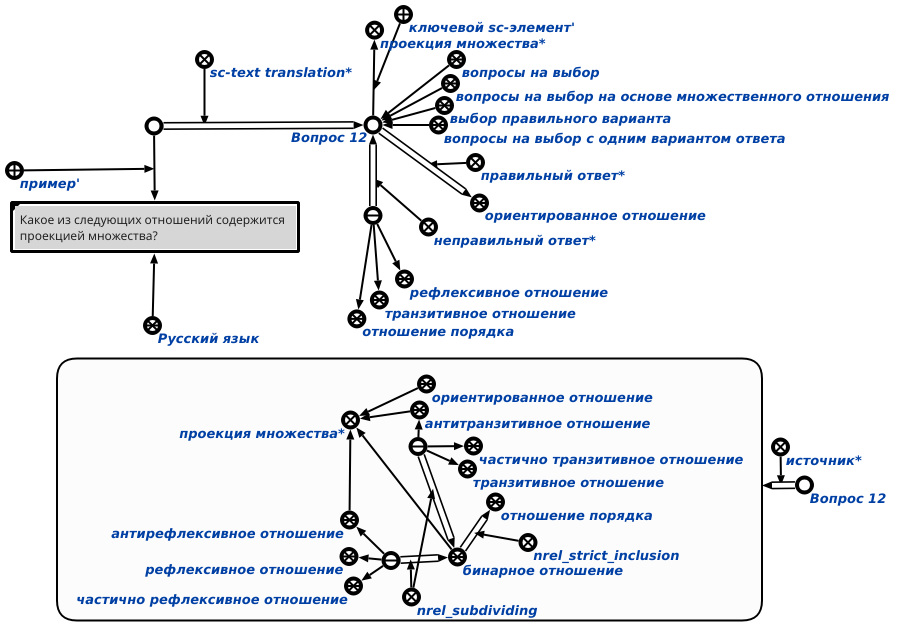 ключевой sc-элемент'
проекция множества*
sc-text translation*
вопросы на выбор
вопросы на выбор на основе множественного отношения
выбор правильного варианта
Вопрос 12
вопросы на выбор с одним вариантом ответа
правильный ответ*
пример'
ориентированное отношение
Какое из следующих отношений содержится
проекцией множества?
неправильный ответ*
рефлексивное отношение
транзитивное отношение
отношение порядка
Русский язык
ориентированное отношение
антитранзитивное отношение
проекция множества*
частично транзитивное отношение
источник*
транзитивное отношение
Вопрос 12
отношение порядка
антирефлексивное отношение
nrel_strict_inclusion
рефлексивное отношение
бинарное отношение
частично рефлексивное отношение
nrel_subdividing